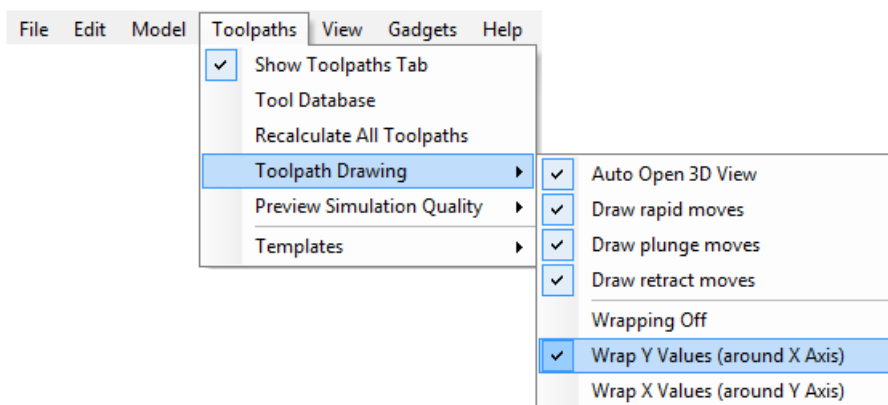 File Edit Model Toolpaths View Gadgets Help
Show Toolpaths Tab
Tool Database
Recalculate All Toolpaths
Toolpath Drawing
Preview Simulation Quality
Templates
Auto Open 3D View
Draw rapid moves
Draw plunge moves
Draw retract moves
Wrapping Off
Wrap Y Values (around X Axis)
Wrap X Values (around Y Axis)